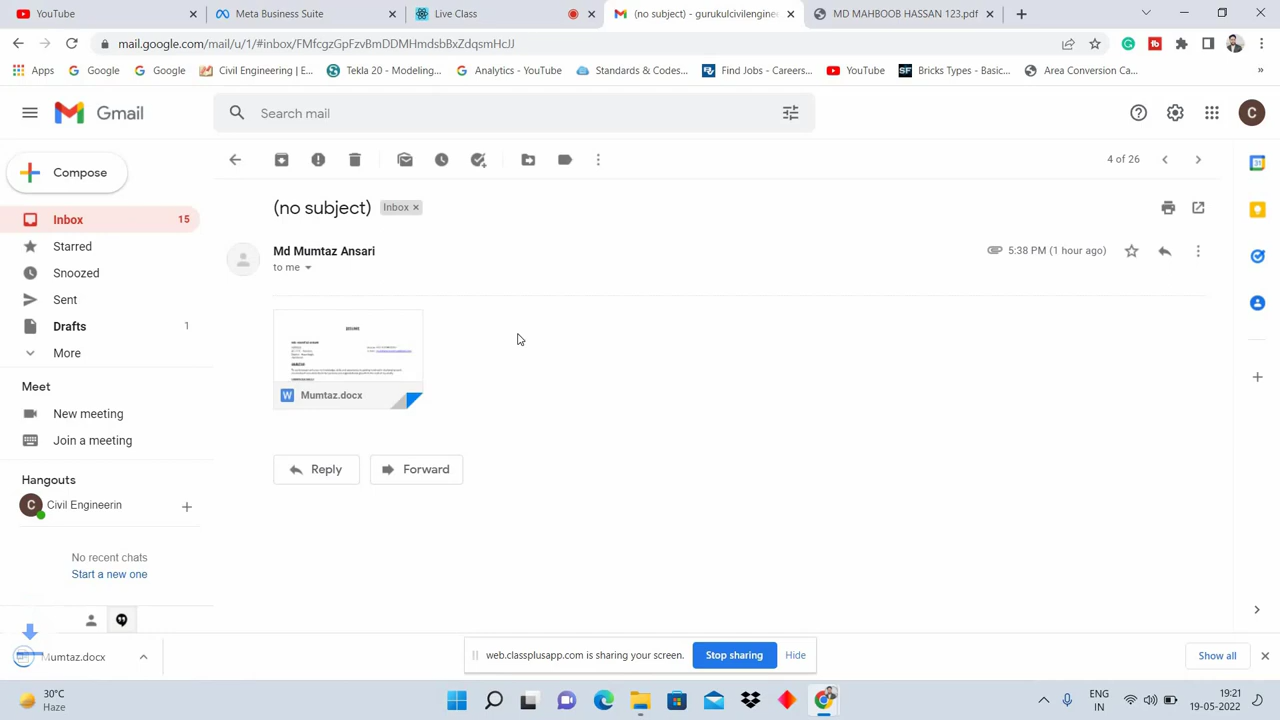 YouTube
Meta Business Suite
Live Class
(no subject) - gurukulcivilengine
MD MAHBOOB HASSAN 123.pdf
mail.google.com/mail/u/1/#inbox/FMfcgzGpFzvBmDDMHmdsbBzZdqsmHcJJ
Apps
Google
Google
Civil Engineering | E...
Tekla 20 - Modeling...
Analytics - YouTube
Standards & Codes...
Find Jobs - Careers...
YouTube
Bricks Types - Basic...
Area Conversion Ca...
»
Gmail
Search mail
C
Compose
4 of 26
Inbox 15
(no subject)
Inbox ×
Starred
Md Mumtaz Ansari
5:38 PM (1 hour ago)
to me
Snoozed
Sent
Drafts 1
More
RESUME
W Mumtaz.docx
Meet
New meeting
Join a meeting
Reply
Forward
Hangouts
C Civil Engineerin
No recent chats
Start a new one
Mumtaz.docx
web.classplusapp.com is sharing your screen.
Stop sharing
Hide
Show all
30°C
Haze
ENG
IN
19:21
19-05-2022